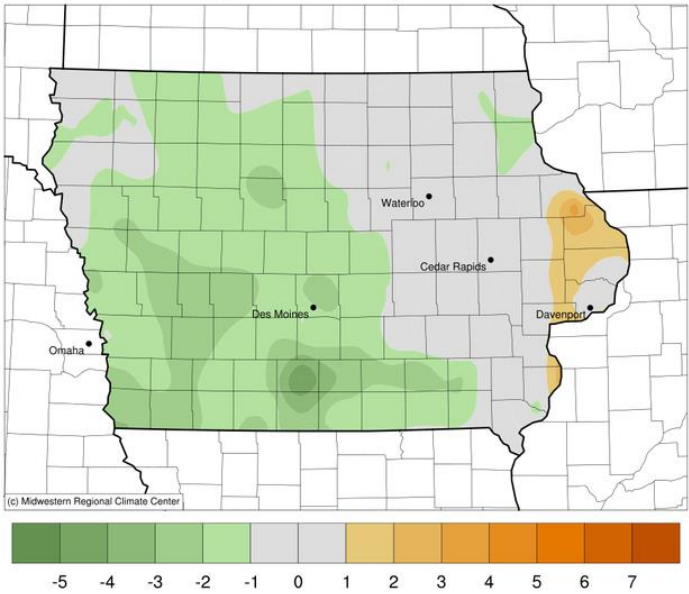 Waterloo
Cedar Rapids
Des Moines
Davenport
Omaha
(c) Midwestern Regional Climate Center
-5 -4 -3 -2 -1 0 1 2 3 4 5 6 7